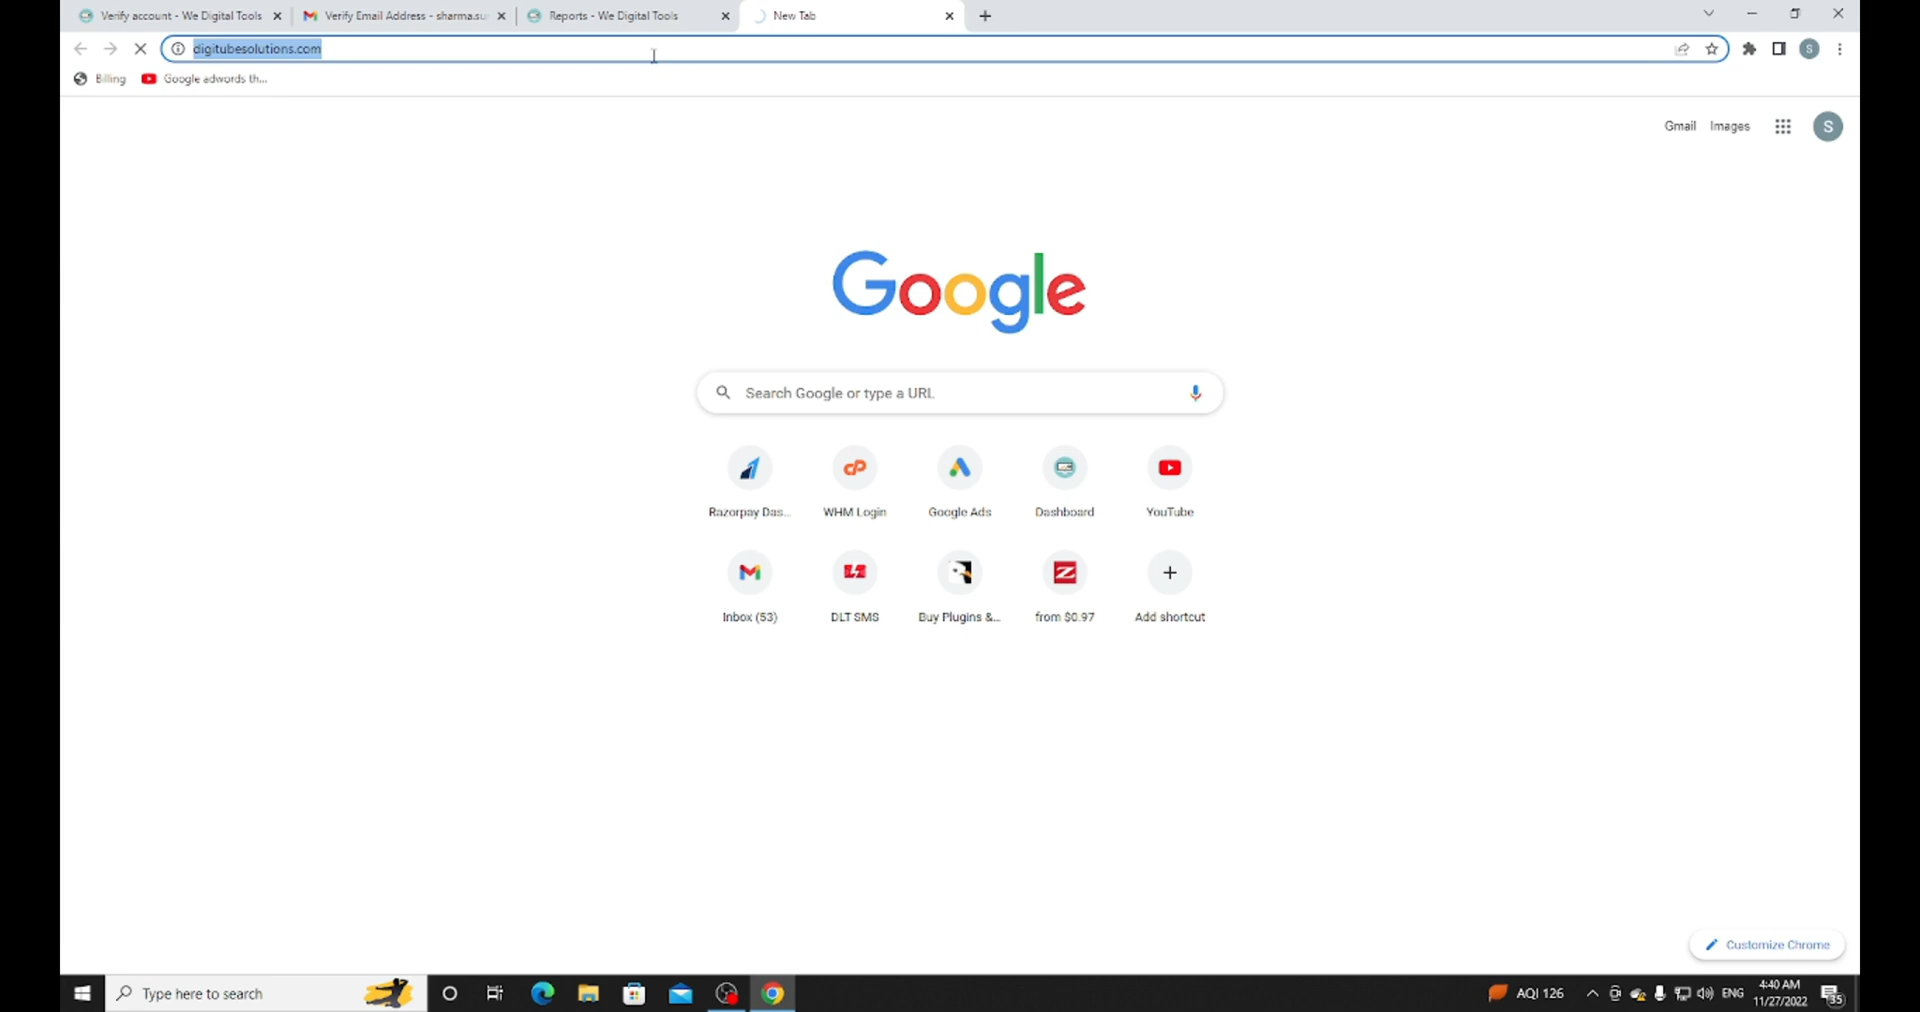 Verify account - We Digital Tools
Verify Email Address - sharma.su
Reports - We Digital Tools
New Tab
digitubesolutions.com
S
Billing
Google adwords th...
Gmail
Images
S
Google
Search Google or type a URL
Razorpay Das...
WHM Login
Google Ads
Dashboard
YouTube
Inbox (53)
DLT SMS
Buy Plugins &...
from $0.97
Add shortcut
Customize Chrome
Type here to search
AQI 126
ENG
4:40 AM
11/27/2022
35